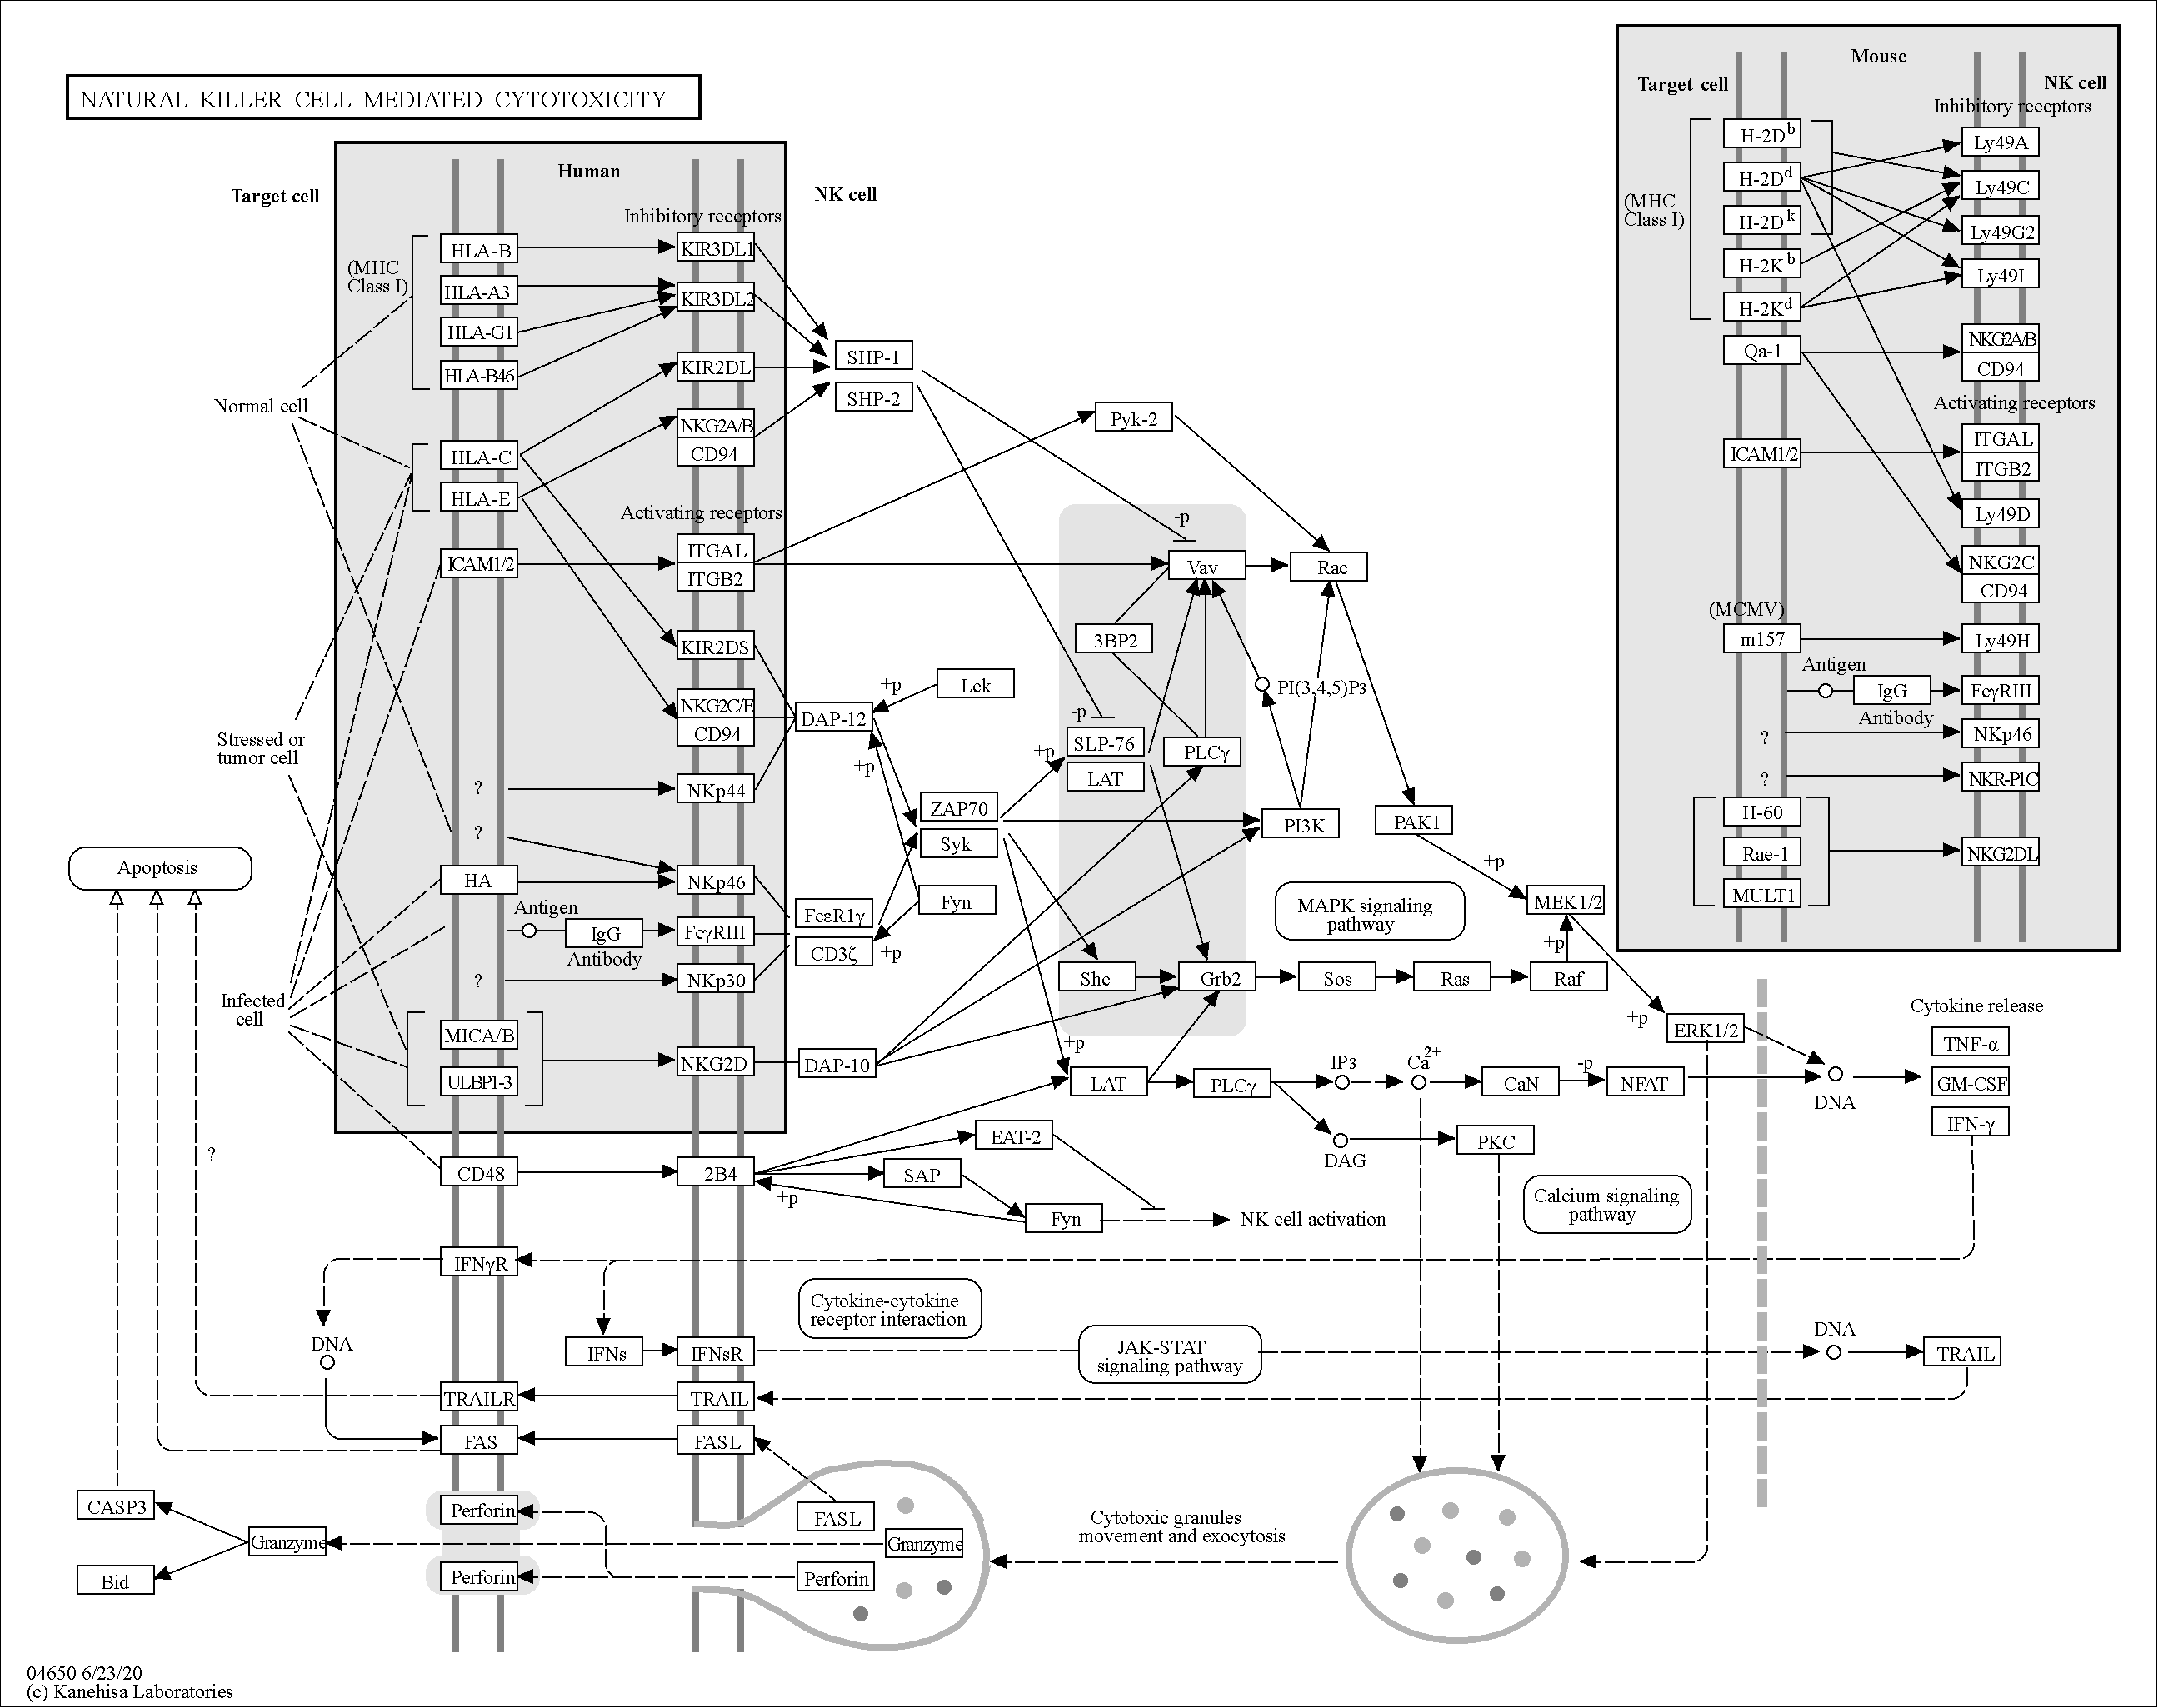 NATURAL KILLER CELL MEDIATED CYTOTOXICITY
Target cell
Human
NK cell
Inhibitory receptors
(MHC
Class I)
HLA-B
HLA-A3
HLA-G1
HLA-B46
HLA-C
HLA-E
ICAM1/2
?
?
HA
Antigen
IgG
Antibody
?
MICA/B
ULBP1-3
KIR3DL1
KIR3DL2
KIR2DL
NKG2A/B
CD94
Activating receptors
ITGAL
ITGB2
KIR2DS
NKG2C/E
CD94
NKp44
NKp46
FcγRIII
NKp30
NKG2D
Normal cell
Stressed or
tumor cell
Infected
cell
Apoptosis
?
SHP-1
SHP-2
Pyk-2
-p
Vav
Rac
3BP2
PI(3,4,5)P3
Lck
+p
DAP-12
+p
-p
SLP-76
LAT
+p
PLCγ
ZAP70
Syk
PI3K
PAK1
Fyn
+p
FcεR1γ
CD3ζ
+p
MEK1/2
MAPK signaling
pathway
+p
Shc
Grb2
Sos
Ras
Raf
DAP-10
+p
ERK1/2
+p
LAT
PLCγ
IP3
Ca2+
CaN
-p
NFAT
DNA
Cytokine release
TNF-α
GM-CSF
IFN-γ
DAG
PKC
Calcium signaling
pathway
CD48
2B4
EAT-2
SAP
+p
Fyn
NK cell activation
IFNγR
Cytokine-cytokine
receptor interaction
DNA
IFNs
IFNsR
JAK-STAT
signaling pathway
DNA
TRAIL
TRAILR
TRAIL
FAS
FASL
CASP3
Bid
Granzyme
Perforin
Perforin
FASL
Granzyme
Perforin
Cytotoxic granules
movement and exocytosis
Mouse
Target cell
NK cell
Inhibitory receptors
(MHC
Class I)
H-2Db
H-2Dd
H-2Dk
H-2Kb
H-2Kd
Qa-1
ICAM1/2
(MCMV)
m157
Antigen
IgG
Antibody
?
?
H-60
Rae-1
MULT1
Ly49A
Ly49C
Ly49G2
Ly49I
NKG2A/B
CD94
Activating receptors
ITGAL
ITGB2
Ly49D
NKG2C
CD94
Ly49H
FcγRIII
NKp46
NKR-P1C
NKG2DL
04650 6/23/20
(c) Kanehisa Laboratories